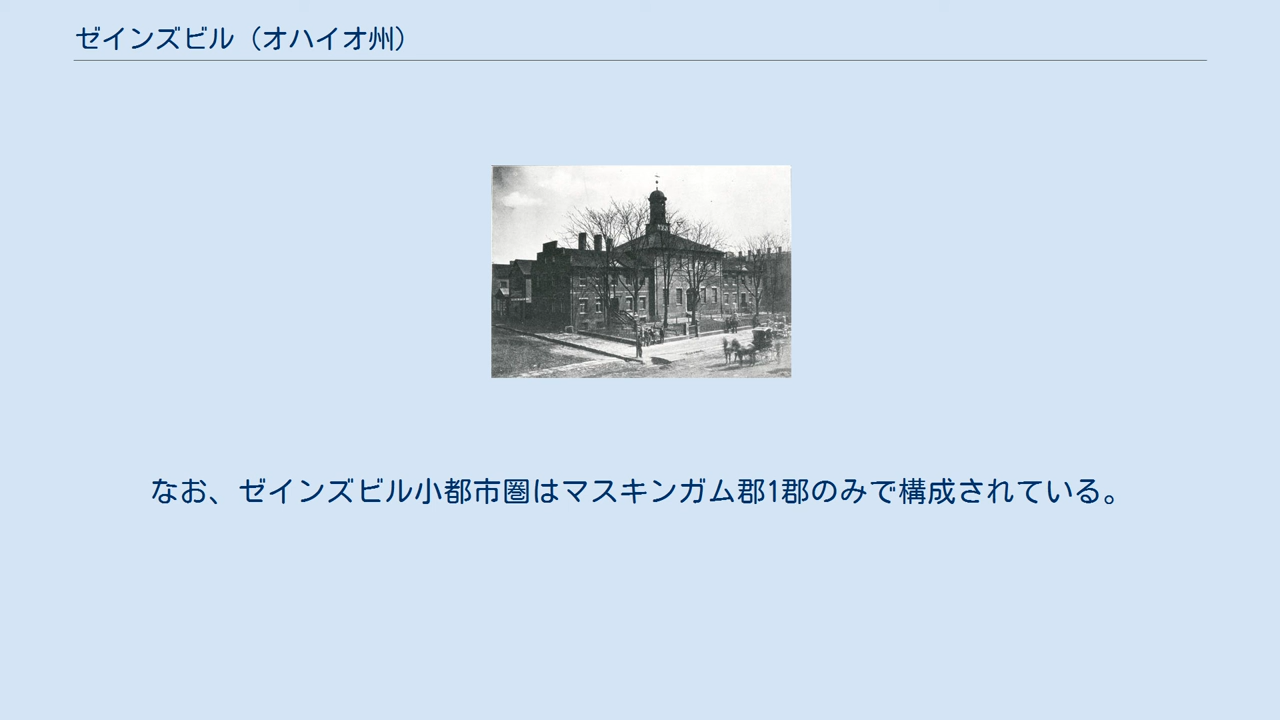 ゼインズビル（オハイオ州）
なお、ゼインズビル小都市圏はマスキンガム郡1郡のみで構成されている。